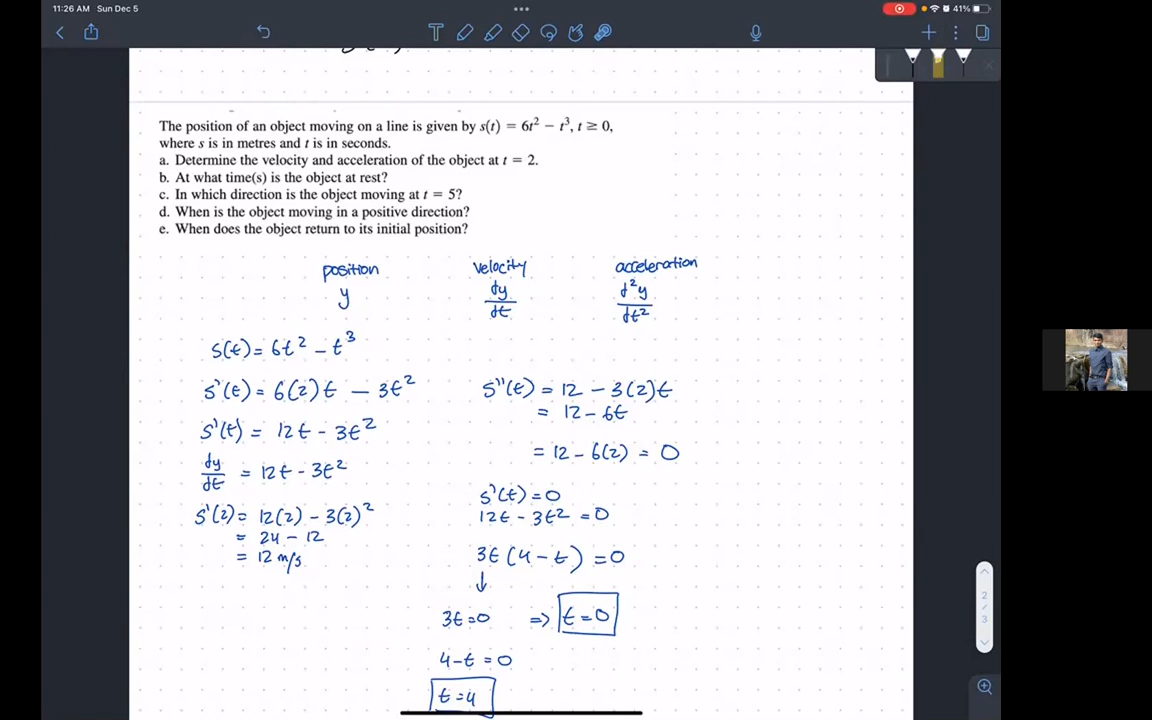 11:26 AM Sun Dec 5
41%
The position of an object moving on a line is given by s(t) = 6t² − t³, t ≥ 0,
where s is in metres and t is in seconds.
a. Determine the velocity and acceleration of the object at t = 2.
b. At what time(s) is the object at rest?
c. In which direction is the object moving at t = 5?
d. When is the object moving in a positive direction?
e. When does the object return to its initial position?
position
y
velocity
dy/dt
acceleration
d²y/dt²
s(t) = 6t² − t³
s'(t) = 6(2)t − 3t²
s'(t) = 12t − 3t²
dy/dt = 12t − 3t²
s'(2) = 12(2) − 3(2)²
= 24 − 12
= 12 m/s
s''(t) = 12 − 3(2)t
= 12 − 6t
= 12 − 6(2) = 0
s'(t) = 0
12t − 3t² = 0
3t(4 − t) = 0
↓
3t = 0 ⇒ t = 0
4 − t = 0
t = 4
2
/
3